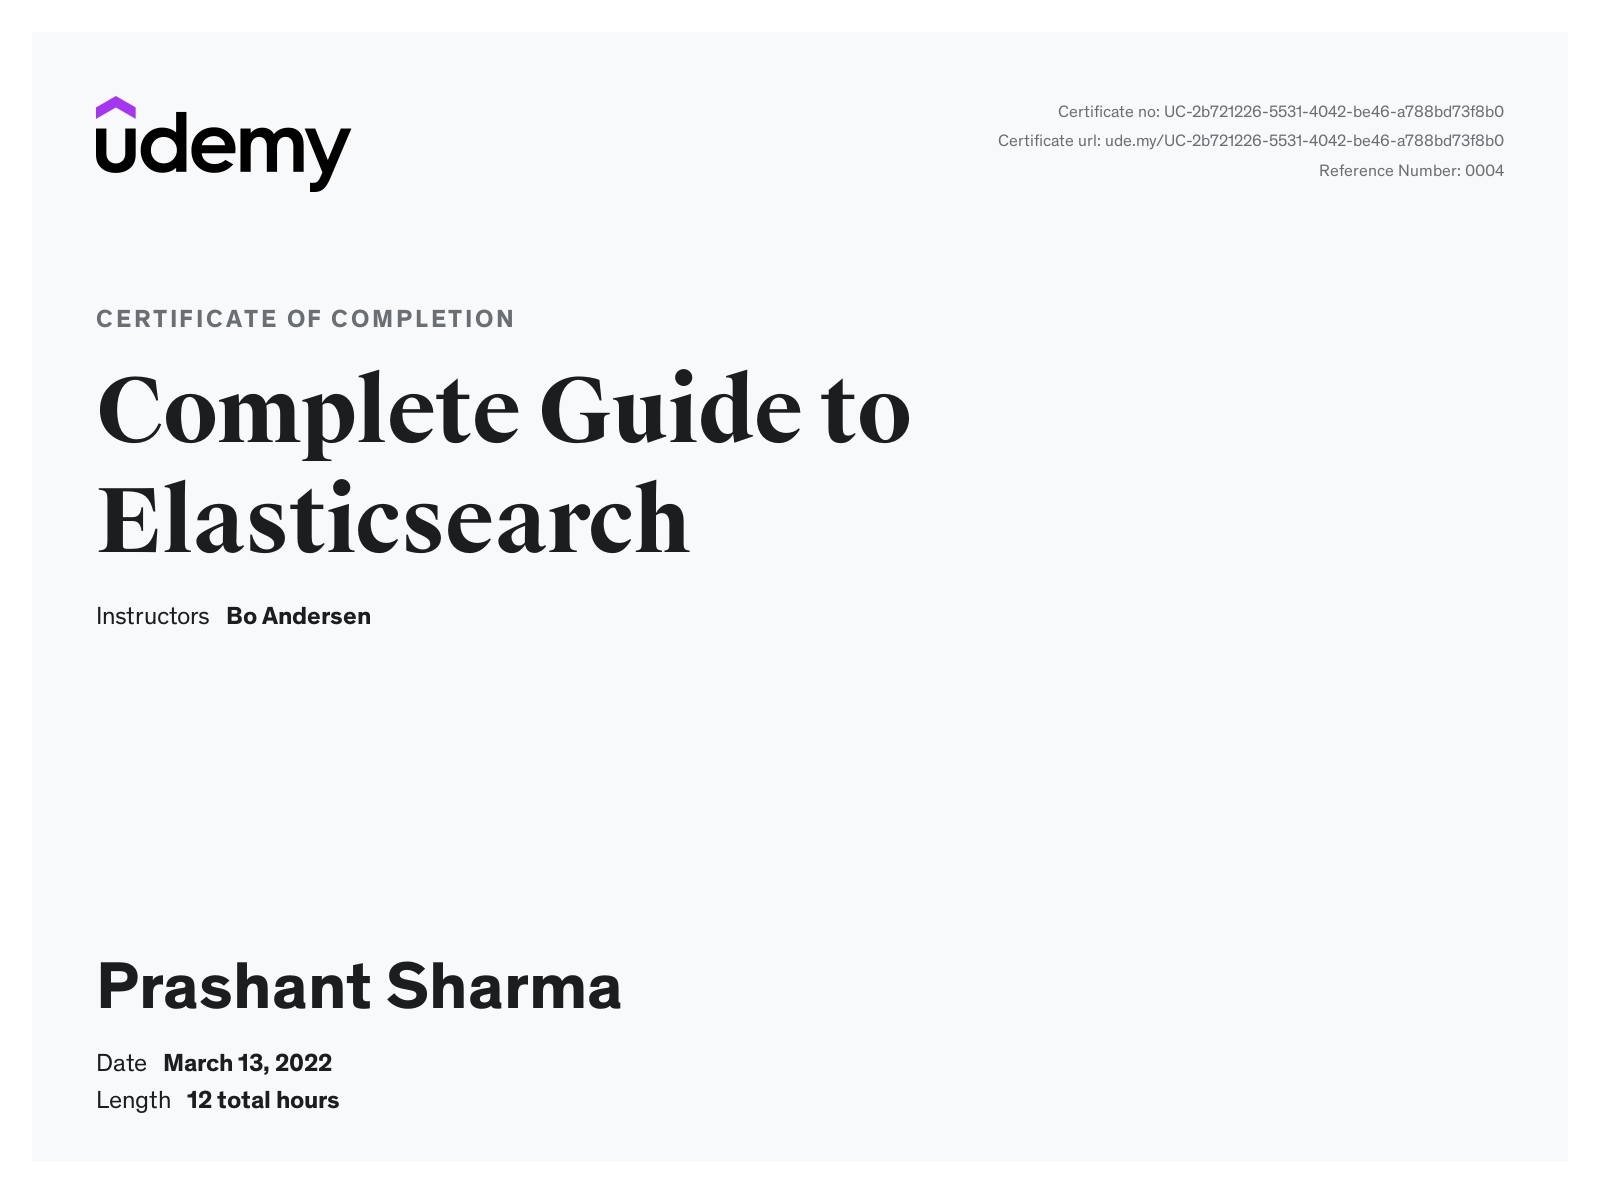 udemy
Certificate no: UC-2b721226-5531-4042-be46-a788bd73f8b0
Certificate url: ude.my/UC-2b721226-5531-4042-be46-a788bd73f8b0
Reference Number: 0004
CERTIFICATE OF COMPLETION
Complete Guide to
Elasticsearch
Instructors Bo Andersen
Prashant Sharma
Date March 13, 2022
Length 12 total hours